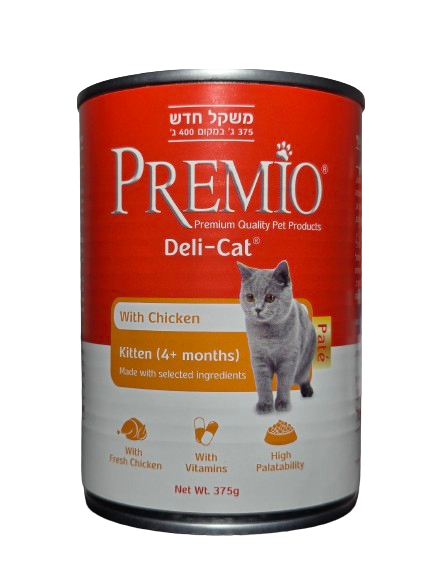 משקל חדש
375 ג' במקום 400 ג'
PREMIO®
Premium Quality Pet Products
Deli-Cat®
With Chicken
Paté
Kitten (4+ months)
Made with selected ingredients
With
Fresh Chicken
With
Vitamins
High
Palatability
Net Wt. 375g